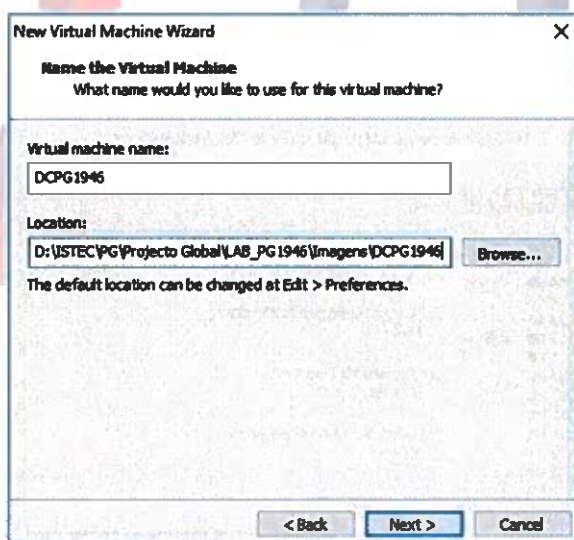 New Virtual Machine Wizard
Name the Virtual Machine
What name would you like to use for this virtual machine?
Virtual machine name:
DCPG1946
Location:
D:\ISTEC\PG\Projecto Global\LAB_PG1946\Imagens\DCPG1946
Browse...
The default location can be changed at Edit > Preferences.
< Back Next > Cancel